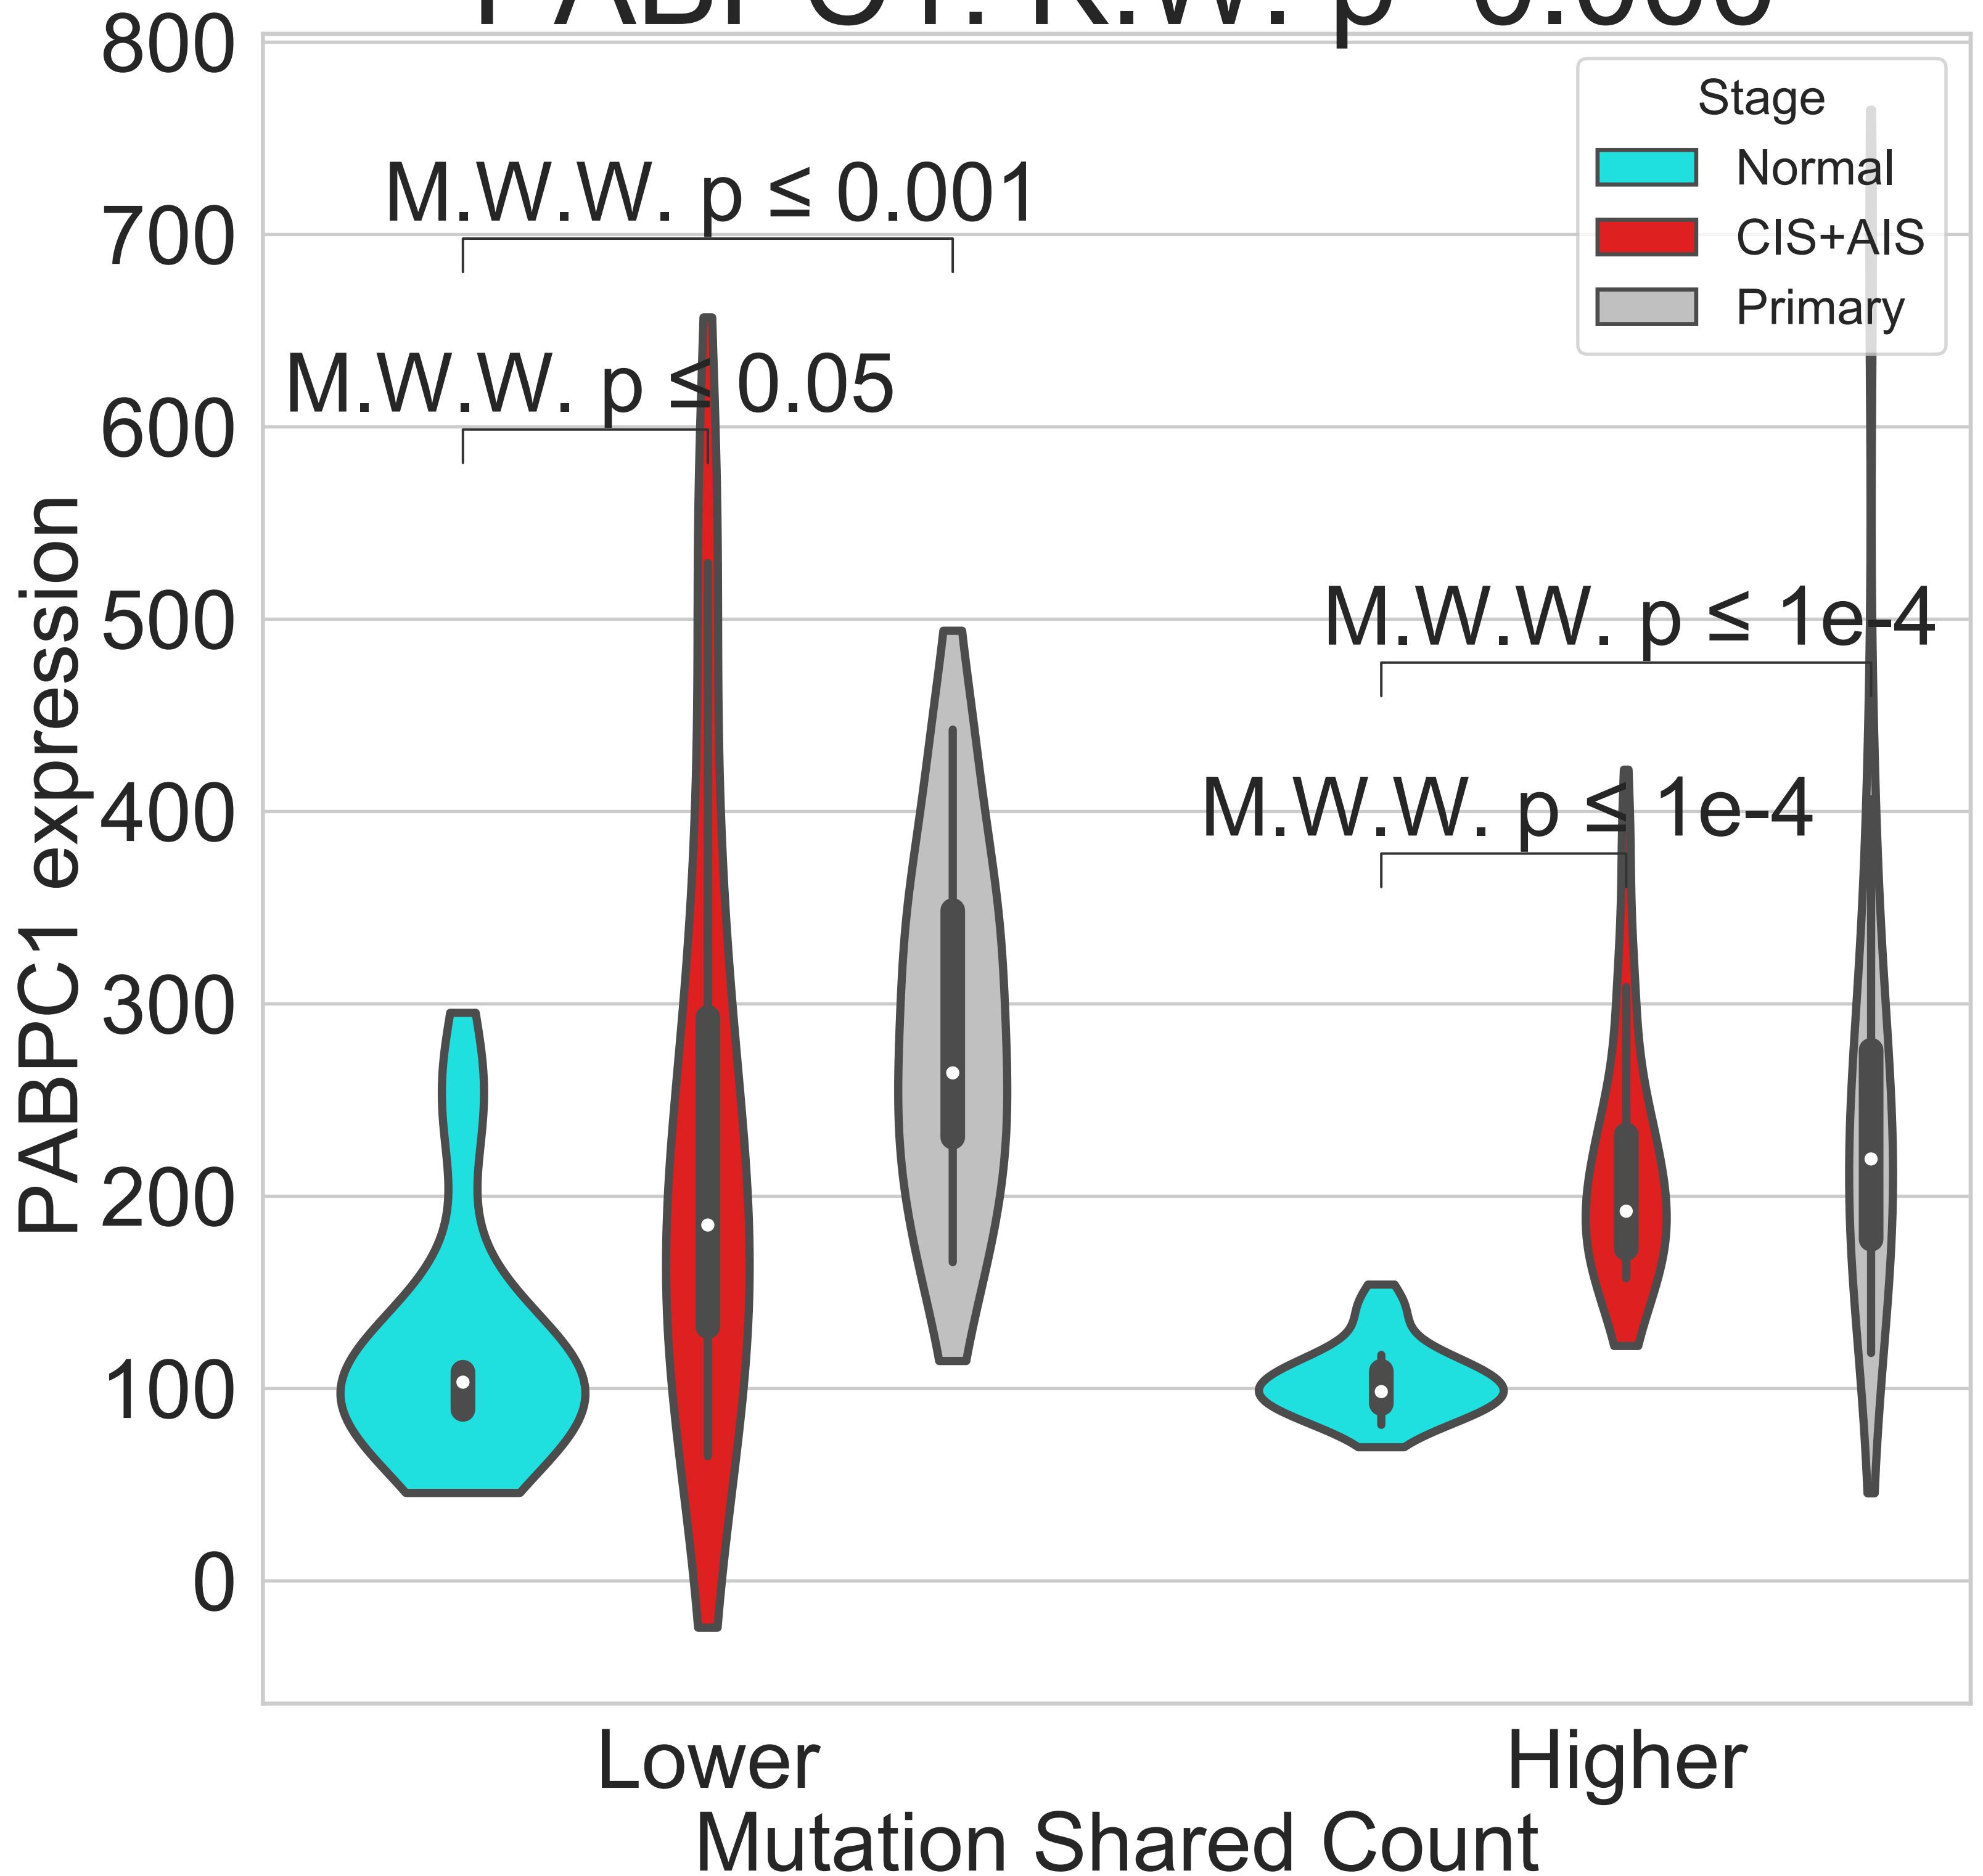 800
700
600
500
400
300
200
100
0
PABPC1 expression
M.W.W. p ≤ 0.001
M.W.W. p ≤ 0.05
M.W.W. p ≤ 1e-4
M.W.W. p ≤ 1e-4
Stage
Normal
CIS+AIS
Primary
Lower
Higher
Mutation Shared Count